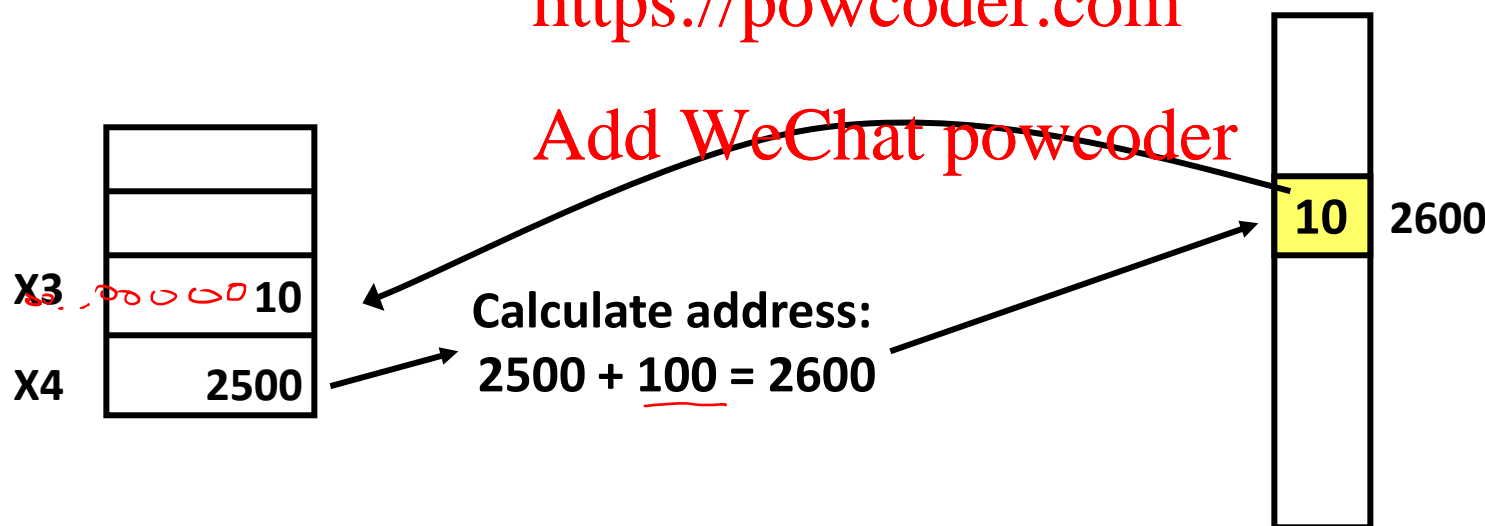 https://powcoder.com
Add WeChat powcoder
10 2600
X3 10
Calculate address:
X4 2500
2500 + 100 = 2600